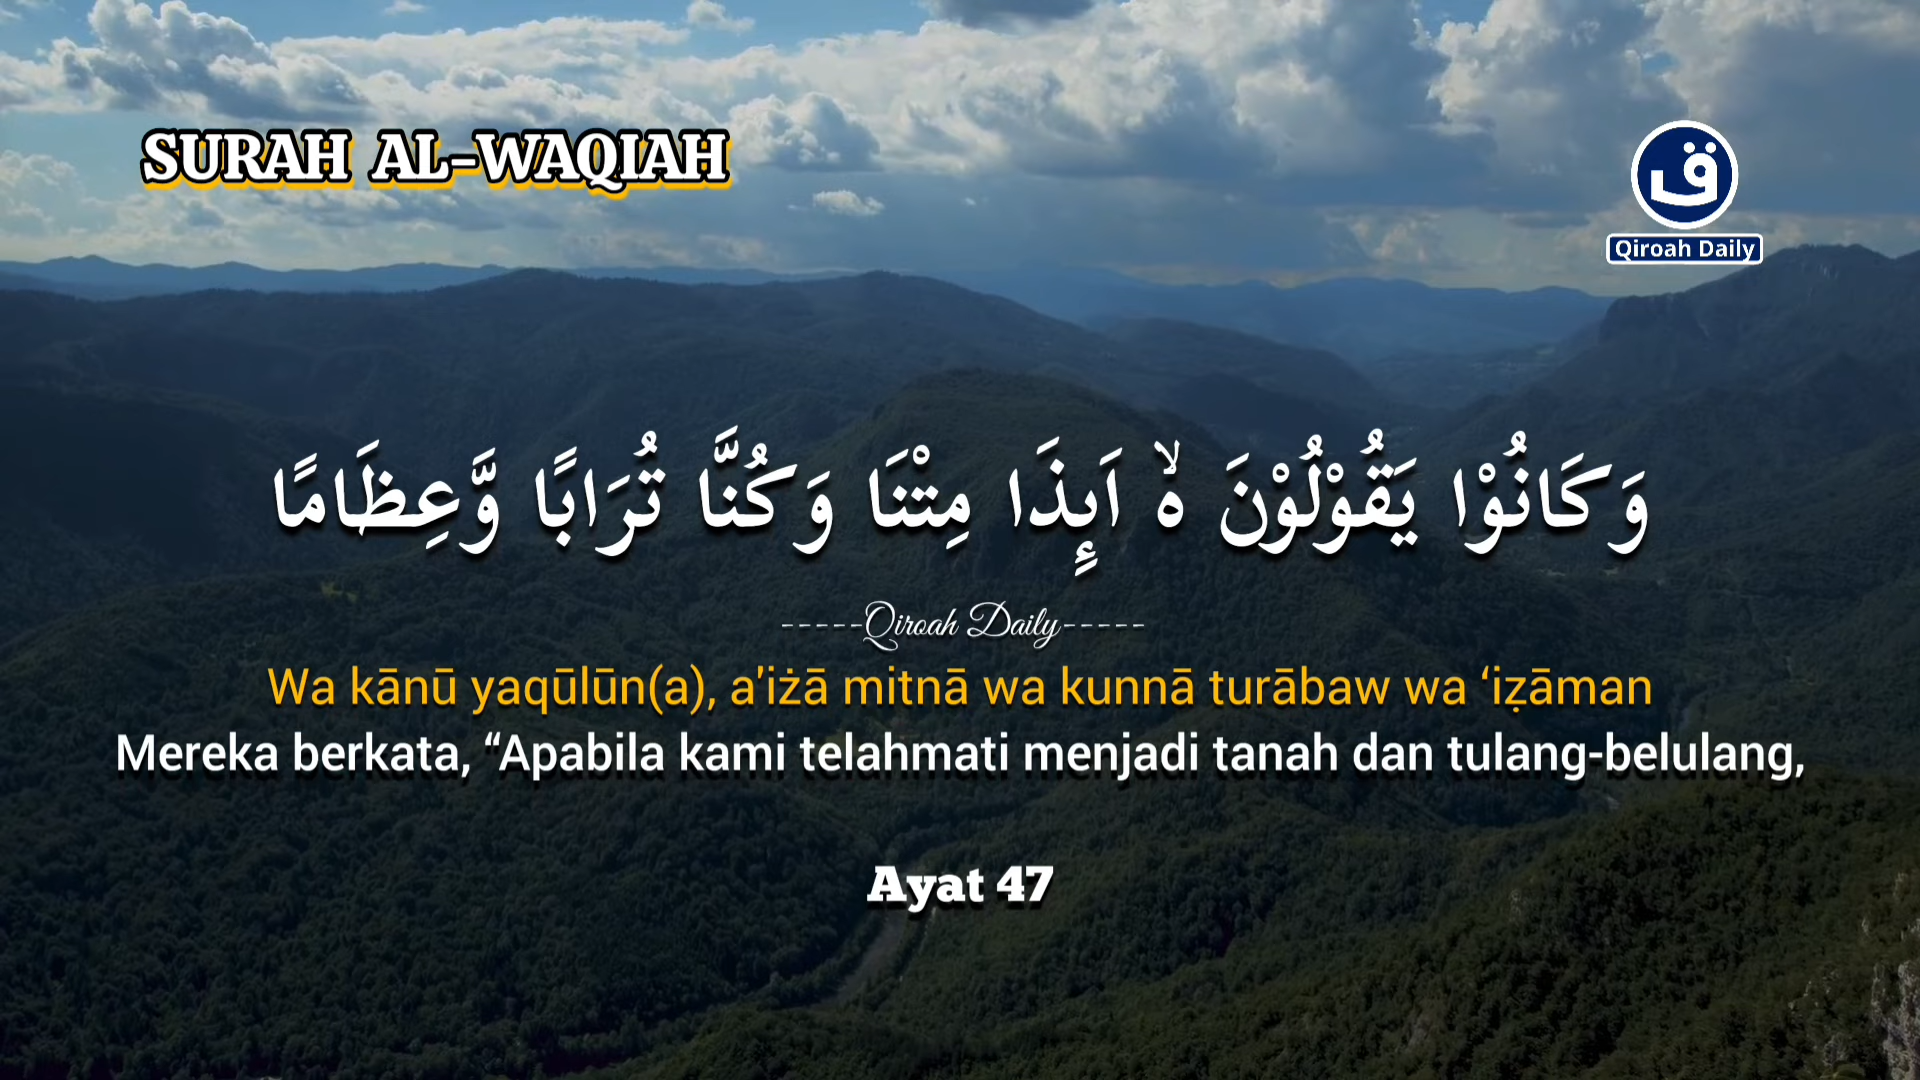 SURAH AL-WAQIAH
ق
Qiroah Daily
وَكَانُوْا يَقُوْلُوْنَ ەۙ اَىِٕذَا مِتْنَا وَكُنَّا تُرَابًا وَّعِظَامًا
-----Qiroah Daily-----
Wa kānū yaqūlūn(a), a'iżā mitnā wa kunnā turābaw wa ‘iẓāman
Mereka berkata, “Apabila kami telahmati menjadi tanah dan tulang-belulang,
Ayat 47